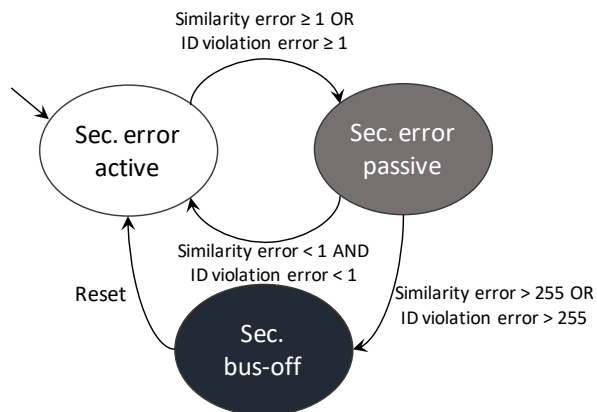 Similarity error ≥ 1 OR
ID violation error ≥ 1
Sec. error
active
Sec. error
passive
Similarity error < 1 AND
ID violation error < 1
Reset
Similarity error > 255 OR
ID violation error > 255
Sec.
bus-off